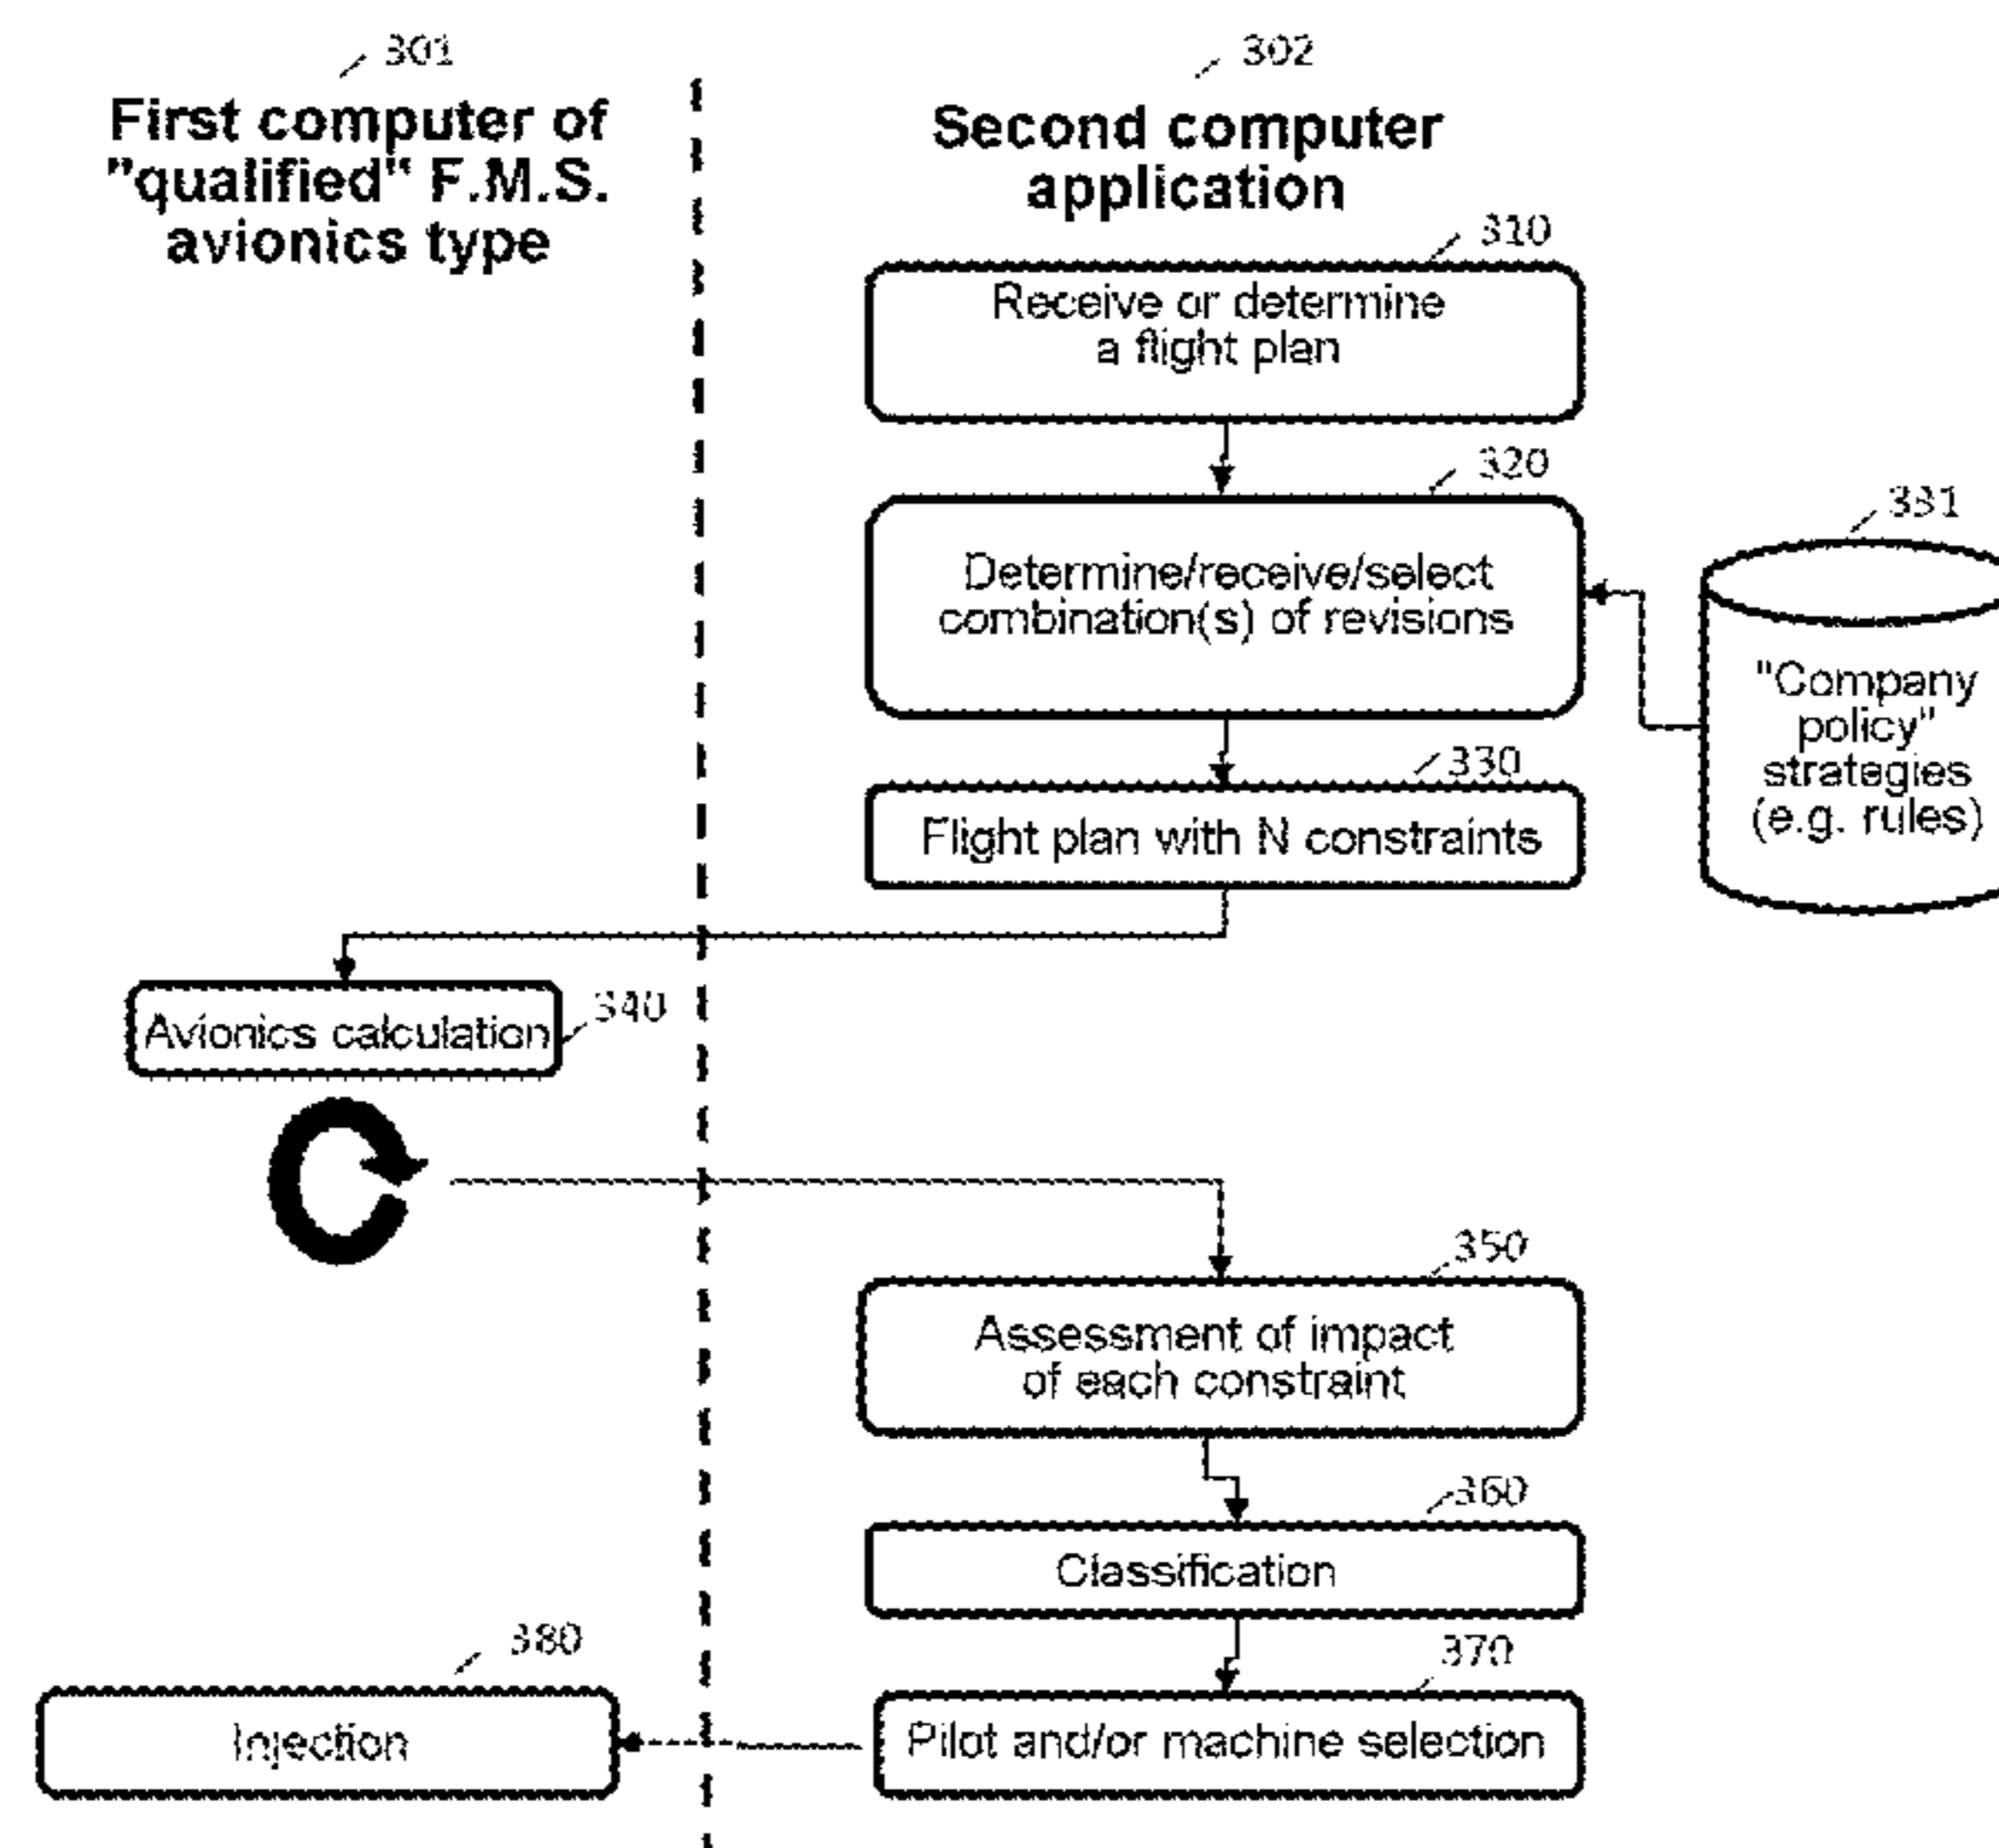 301
First computer of
"qualified" F.M.S.
avionics type
302
Second computer
application
310
Receive or determine
a flight plan
320
Determine/receive/select
combination(s) of revisions
331
"Company
policy"
strategies
(e.g. rules)
330
Flight plan with N constraints
340
Avionics calculation
350
Assessment of impact
of each constraint
360
Classification
370
Pilot and/or machine selection
380
Injection